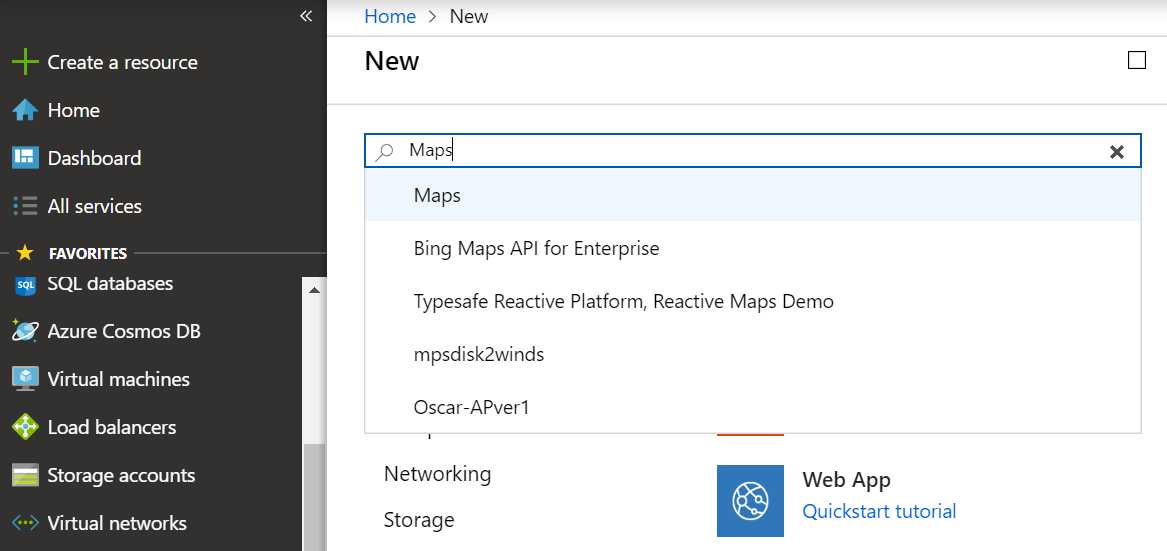 «
Create a resource
Home
Dashboard
All services
FAVORITES
SQL databases
Azure Cosmos DB
Virtual machines
Load balancers
Storage accounts
Virtual networks
Home > New
New
Maps
Maps
Bing Maps API for Enterprise
Typesafe Reactive Platform, Reactive Maps Demo
mpsdisk2winds
Oscar-APver1
Networking
Storage
Web App
Quickstart tutorial